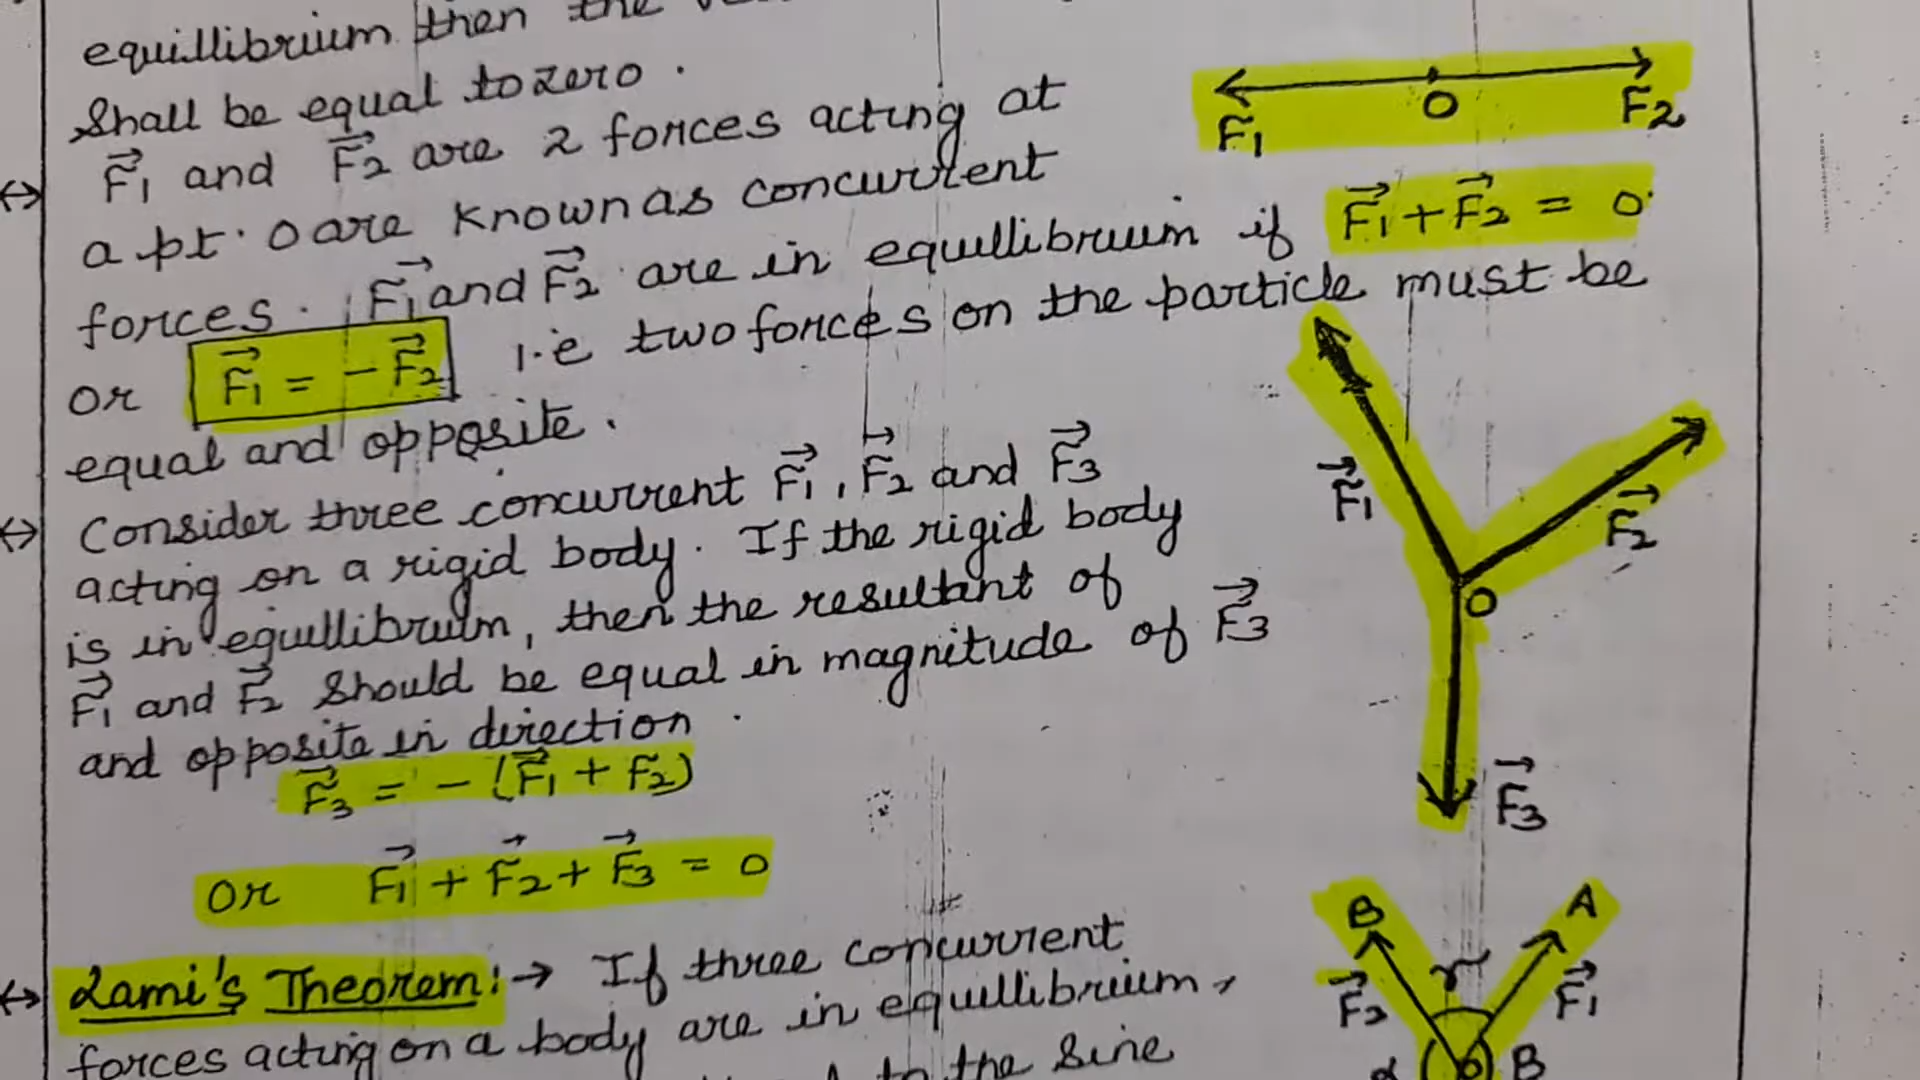 equillibrium then the
Shall be equal to zero.
F₁ and F₂ are 2 forces acting at
a pt. O are known as concurrent
forces. F₁ and F₂ are in equillibrium if F₁ + F₂ = 0
or F₁ = - F₂ i.e two forces on the particle must be
equal and opposite.
F₁ O F₂
Consider three concurrent F₁, F₂ and F₃
acting on a rigid body. If the rigid body
is in equillibrium, then the resultant of
F₁ and F₂ Should be equal in magnitude of F₃
and opposite in direction.
F₃ = - (F₁ + F₂)
or F₁ + F₂ + F₃ = 0
F₁ F₂
O
F₃
Lami's Theorem:→ If three concurrent
forces acting on a body are in equillibrium,
to the Sine
B A
F₂ γ F₁
α O B